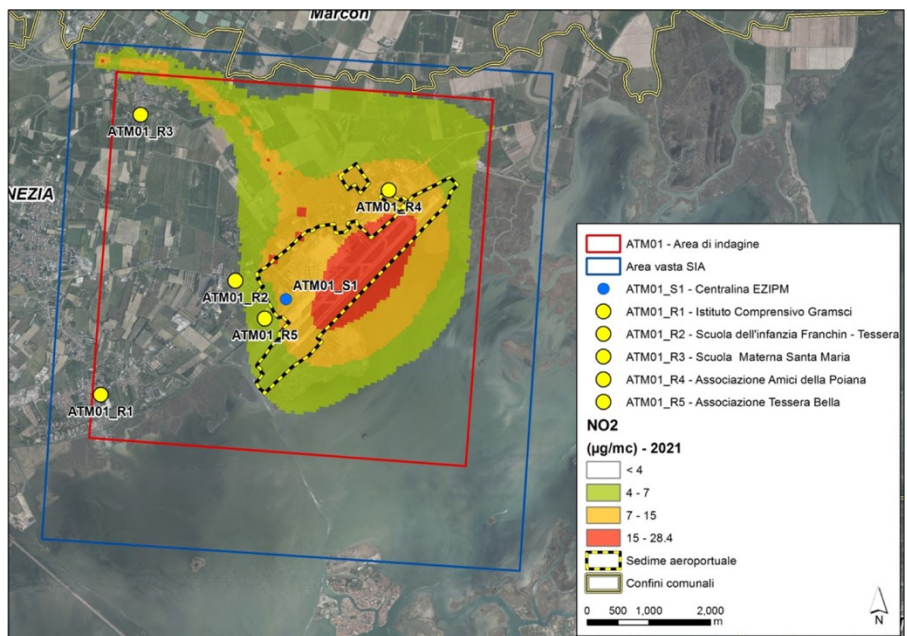 Marcon
ATM01_R3
NEZIA
ATM01_R4
ATM01_R2
ATM01_S1
ATM01_R5
ATM01_R1
ATM01 - Area di indagine
Area vasta SIA
ATM01_S1 - Centralina EZIPM
ATM01_R1 - Istituto Comprensivo Gramsci
ATM01_R2 - Scuola dell'infanzia Franchin - Tessera
ATM01_R3 - Scuola Materna Santa Maria
ATM01_R4 - Associazione Amici della Poiana
ATM01_R5 - Associazione Tessera Bella
NO2
(µg/mc) - 2021
< 4
4 - 7
7 - 15
15 - 28.4
Sedime aeroportuale
Confini comunali
0 500 1,000 2,000
m
N